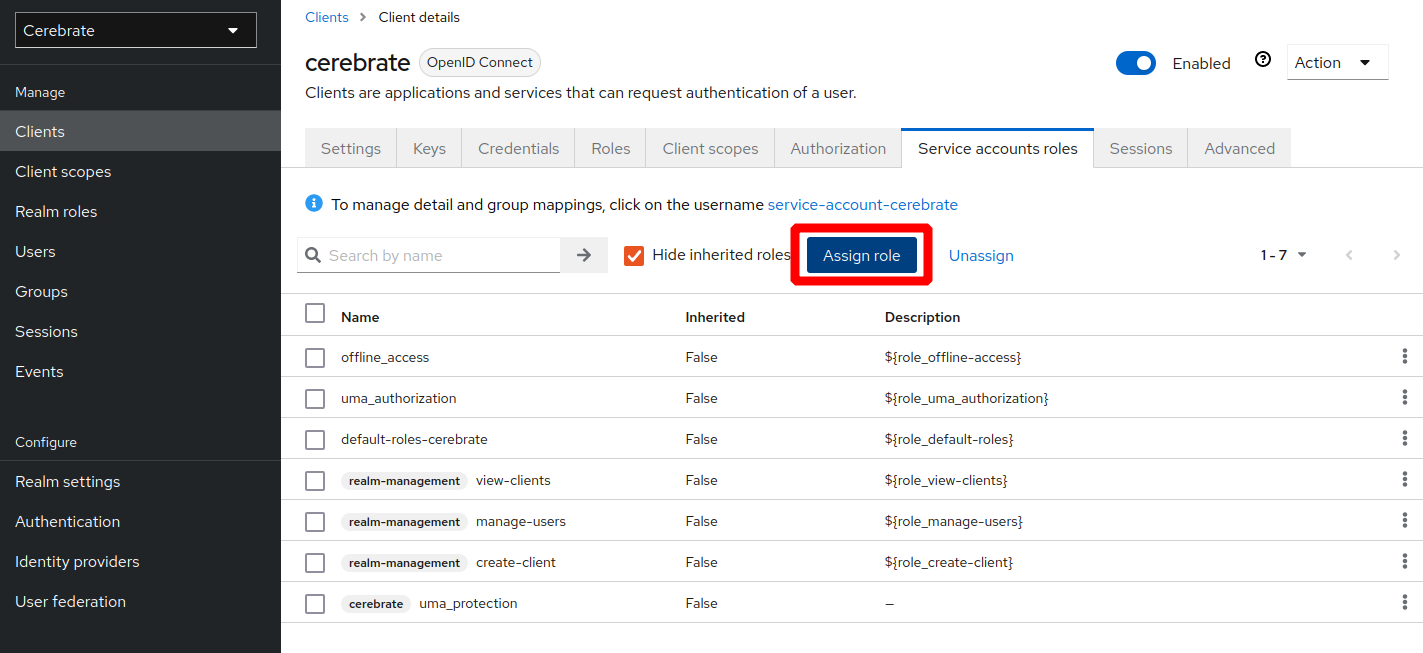 Cerebrate
Manage
Clients
Client scopes
Realm roles
Users
Groups
Sessions
Events
Configure
Realm settings
Authentication
Identity providers
User federation
Clients > Client details
cerebrate OpenID Connect Enabled Action
Clients are applications and services that can request authentication of a user.
Settings Keys Credentials Roles Client scopes Authorization Service accounts roles Sessions Advanced
To manage detail and group mappings, click on the username service-account-cerebrate
Search by name Hide inherited roles Assign role Unassign 1 - 7
Name Inherited Description
offline_access False ${role_offline-access}
uma_authorization False ${role_uma_authorization}
default-roles-cerebrate False ${role_default-roles}
realm-management view-clients False ${role_view-clients}
realm-management manage-users False ${role_manage-users}
realm-management create-client False ${role_create-client}
cerebrate uma_protection False –